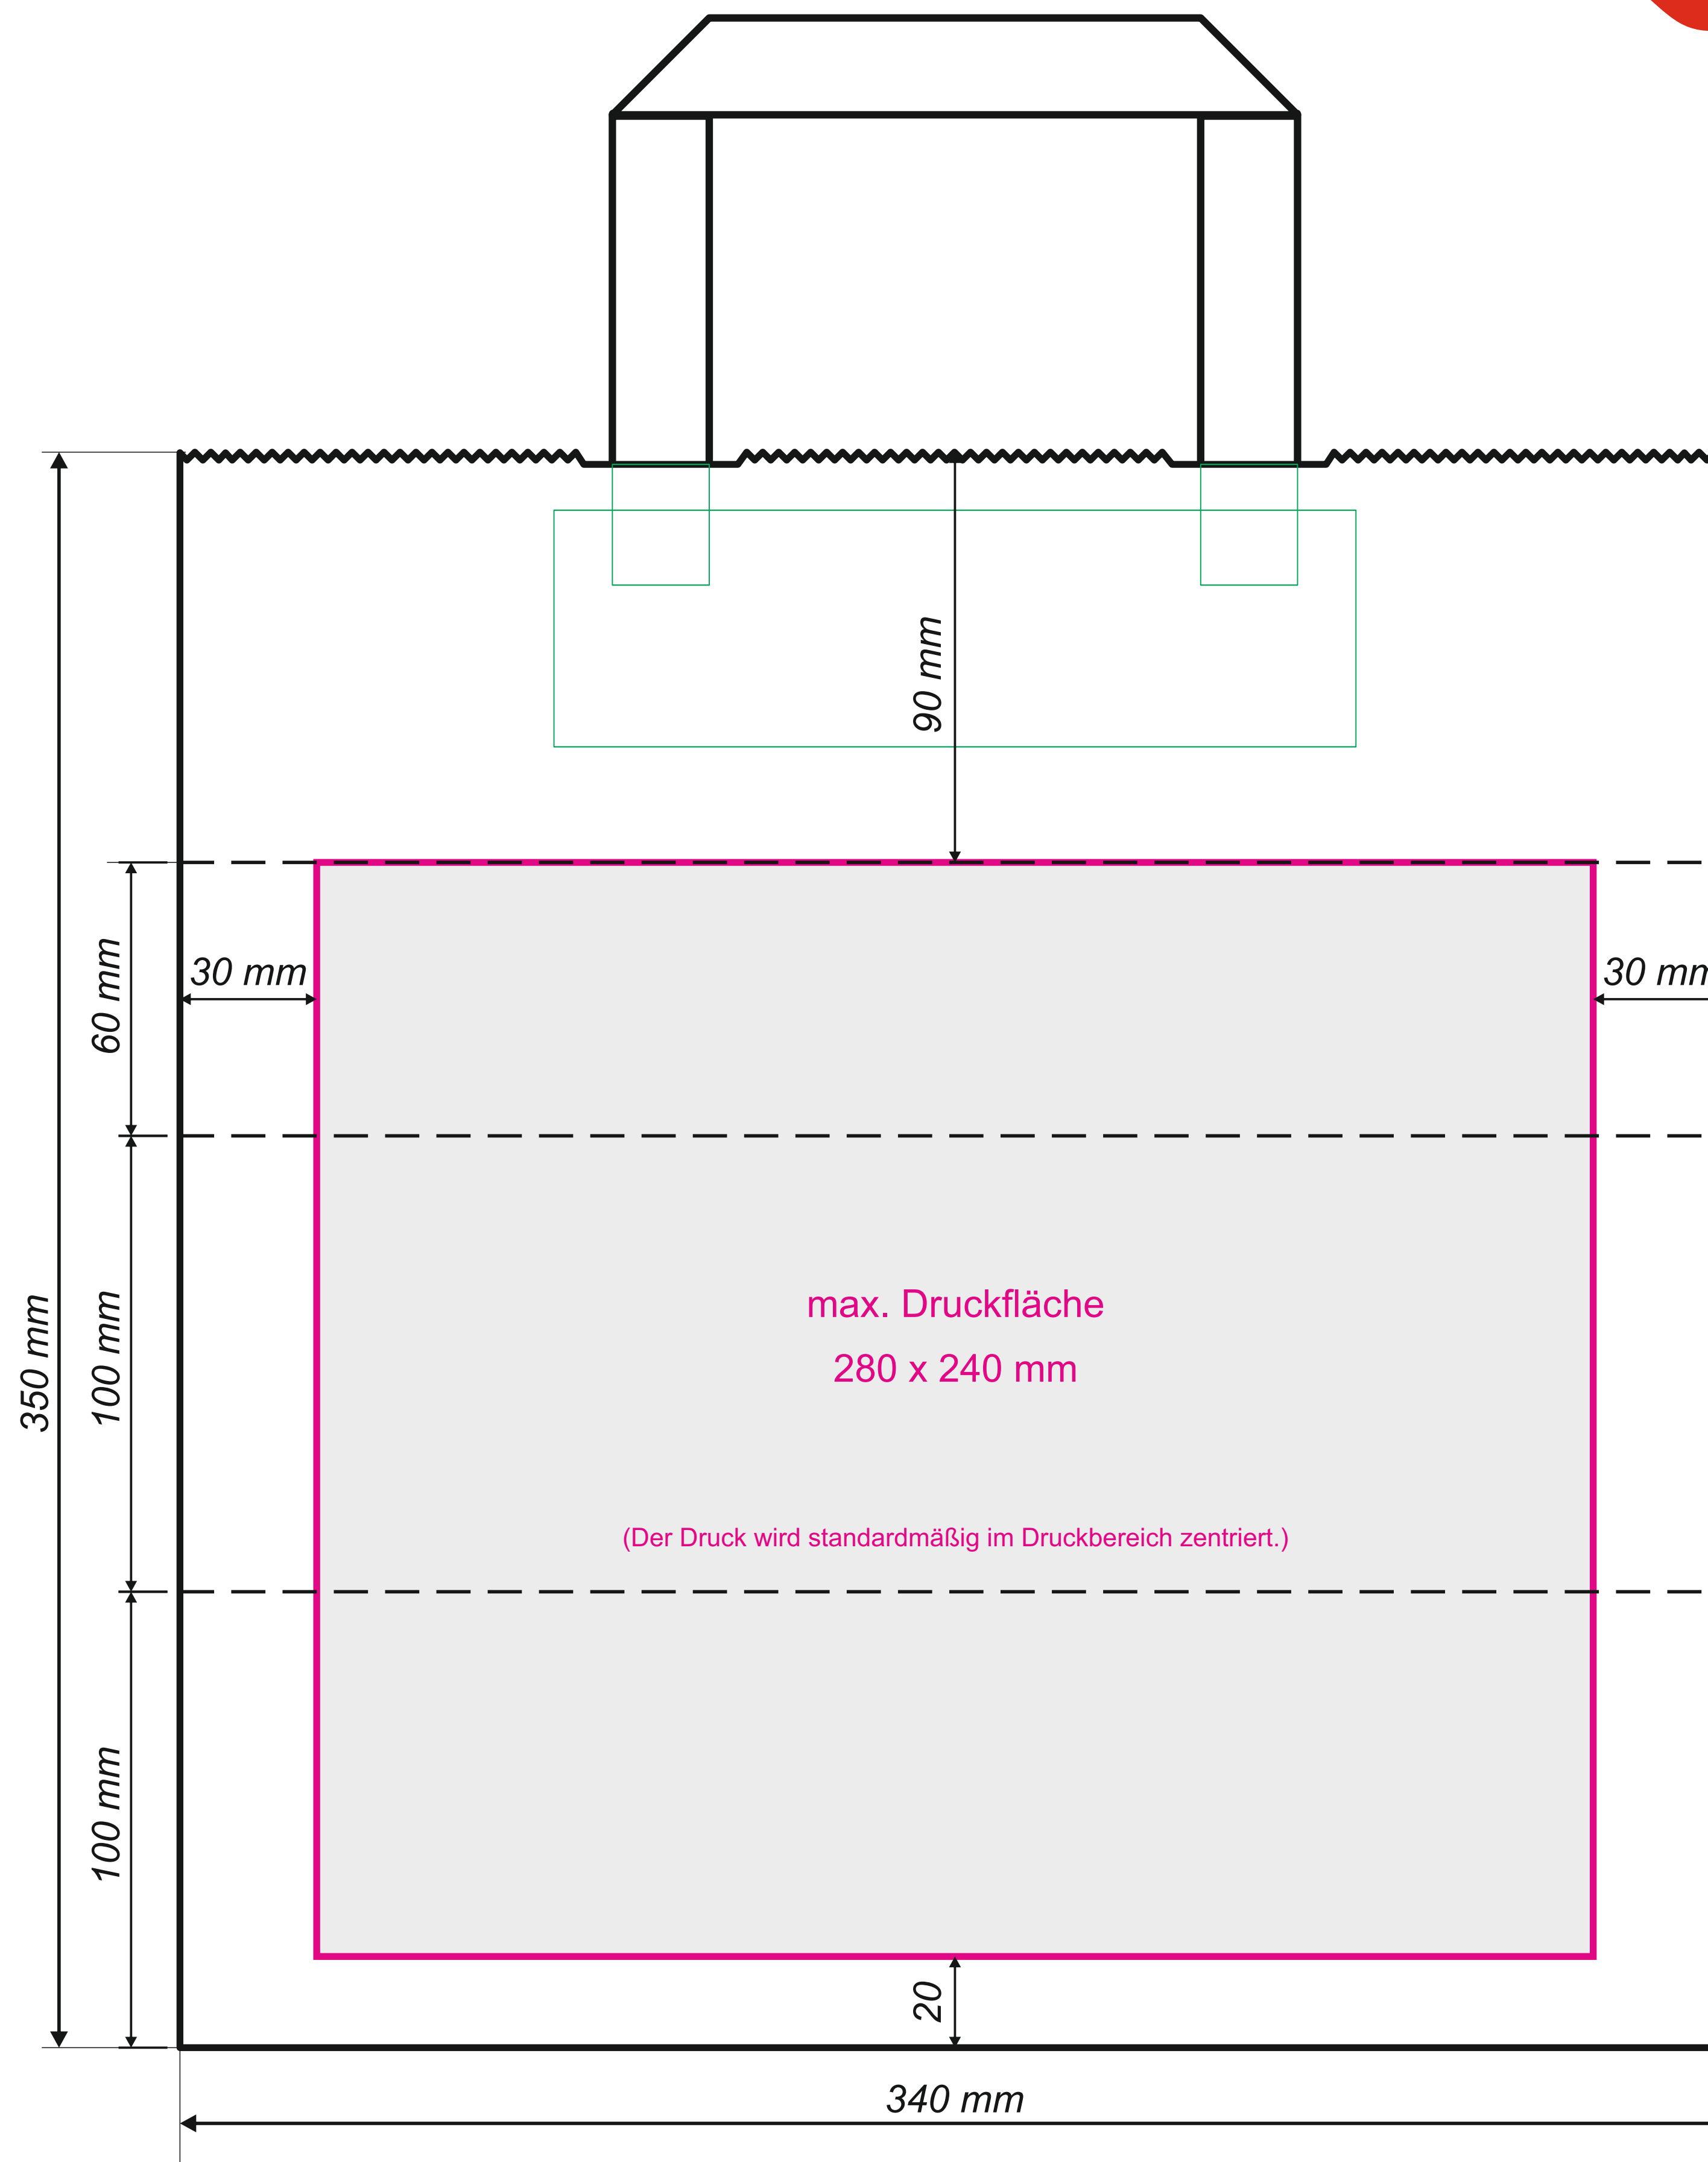 90 mm
60 mm
30 mm
30 mm
350 mm
100 mm
max. Druckfläche
280 x 240 mm
(Der Druck wird standardmäßig im Druckbereich zentriert.)
100 mm
20
340 mm